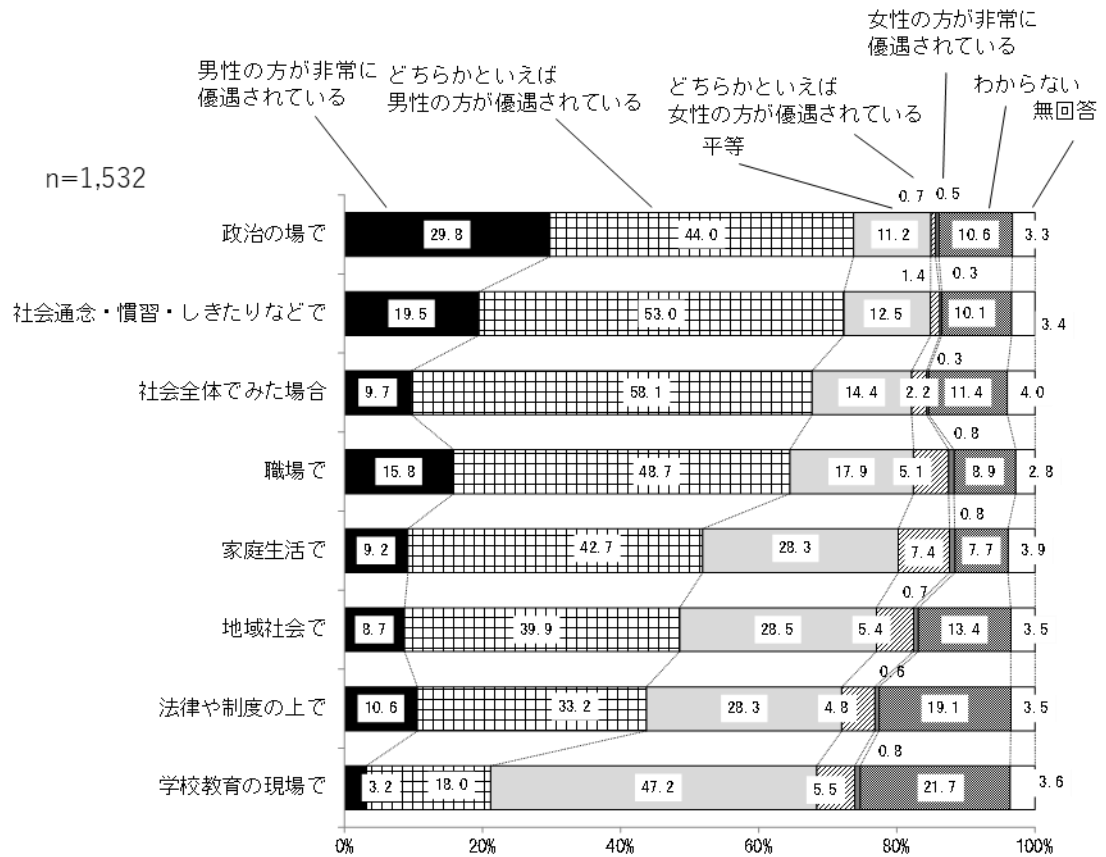 女性の方が非常に
優遇されている
男性の方が非常に
優遇されている
どちらかといえば
男性の方が優遇されている
どちらかといえば
女性の方が優遇されている
わからない
無回答
平等
n=1,532
0.7 0.5
政治の場で 29.8 44.0 11.2 10.6 3.3
1.4 0.3
社会通念・慣習・しきたりなどで 19.5 53.0 12.5 10.1 3.4
0.3
社会全体でみた場合 9.7 58.1 14.4 2.2 11.4 4.0
0.8
職場で 15.8 48.7 17.9 5.1 8.9 2.8
0.8
家庭生活で 9.2 42.7 28.3 7.4 7.7 3.9
0.7
地域社会で 8.7 39.9 28.5 5.4 13.4 3.5
0.6
法律や制度の上で 10.6 33.2 28.3 4.8 19.1 3.5
0.8
学校教育の現場で 3.2 18.0 47.2 5.5 21.7 3.6
0% 20% 40% 60% 80% 100%